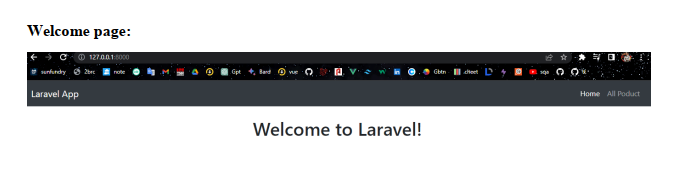 Welcome page:
127.0.0.1:8000
sunfundry 2brc note Gpt Bard vue Gbtn .cheet sqa
Laravel App Home All Poduct
Welcome to Laravel!